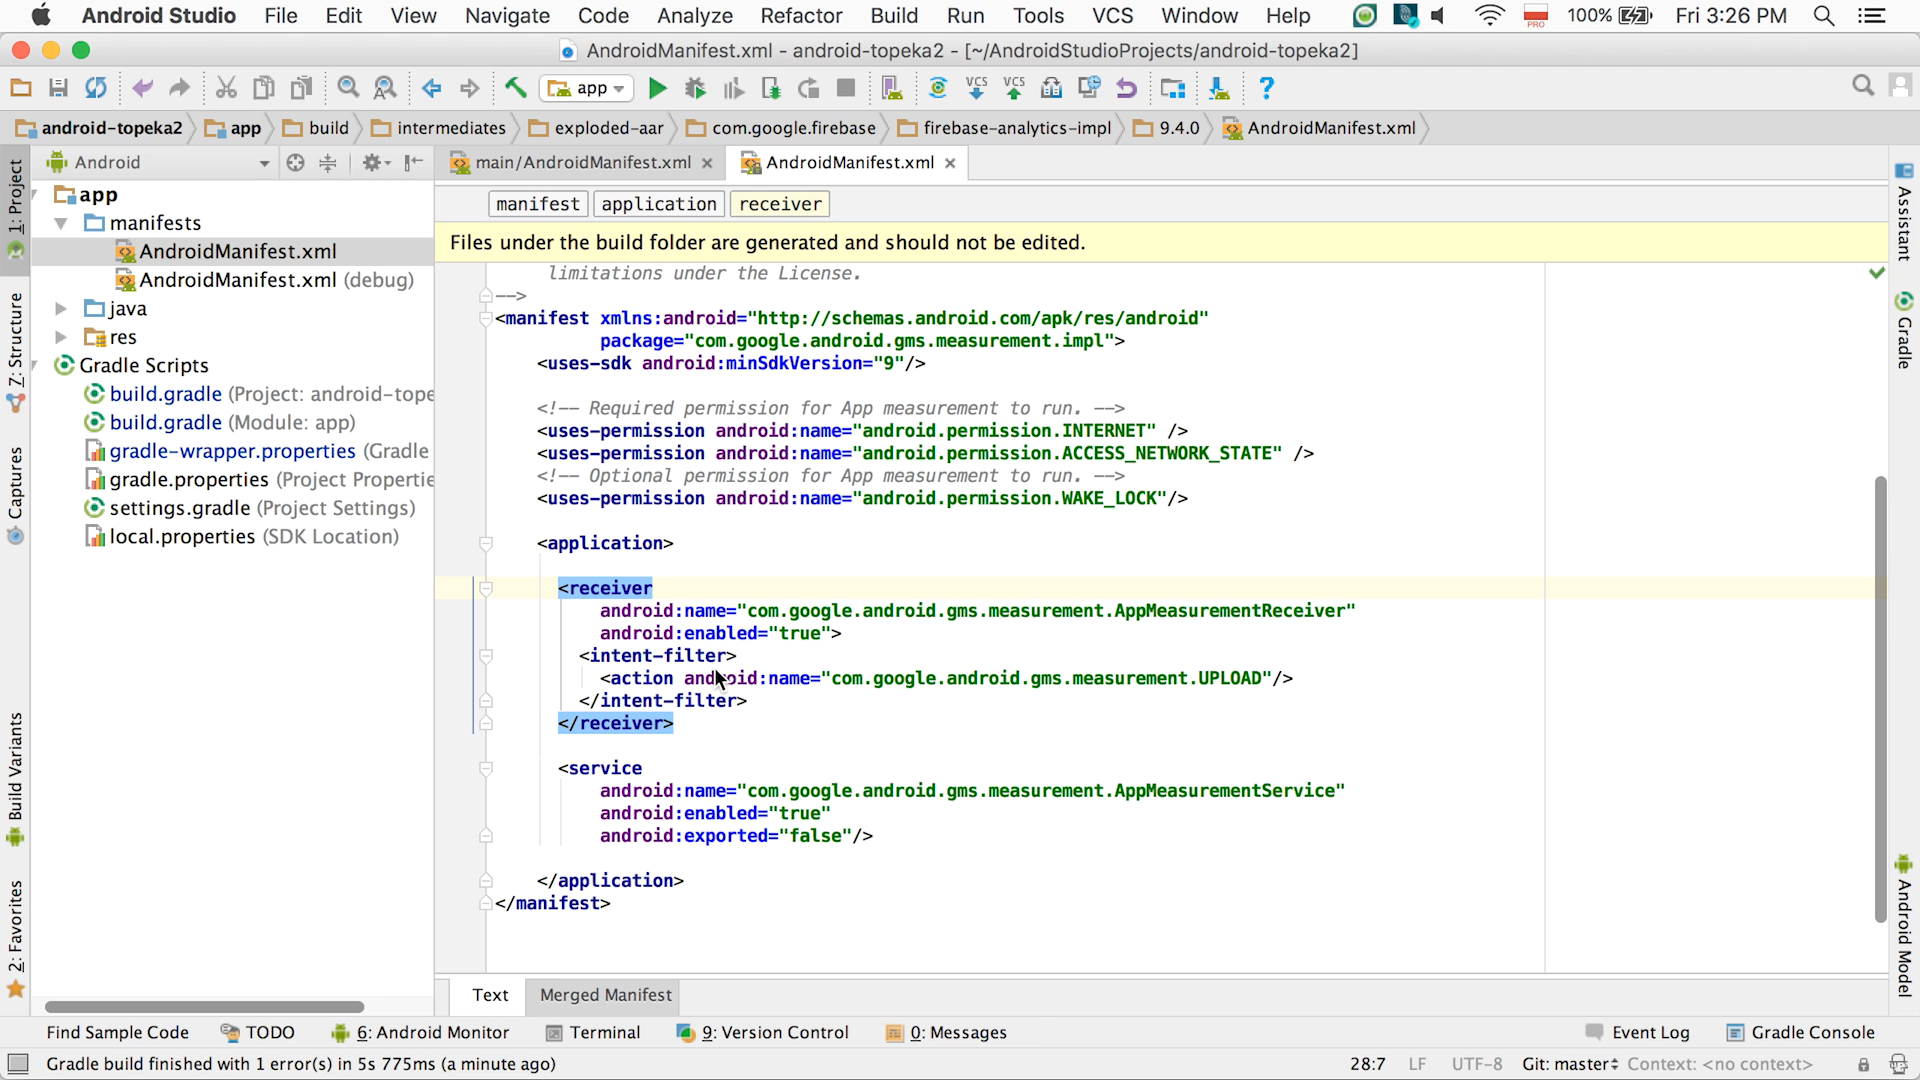 Android Studio File Edit View Navigate Code Analyze Refactor Build Run Tools VCS Window Help PRO 100% Fri 3:26 PM
AndroidManifest.xml - android-topeka2 - [~/AndroidStudioProjects/android-topeka2]
app VCS VCS ?
android-topeka2 app build intermediates exploded-aar com.google.firebase firebase-analytics-impl 9.4.0 AndroidManifest.xml
Android
main/AndroidManifest.xml AndroidManifest.xml
manifest application receiver
Files under the build folder are generated and should not be edited.
1: Project
Z: Structure
Captures
Build Variants
2: Favorites
app
manifests
AndroidManifest.xml
AndroidManifest.xml (debug)
java
res
Gradle Scripts
build.gradle (Project: android-tope
build.gradle (Module: app)
gradle-wrapper.properties (Gradle
gradle.properties (Project Propertie
settings.gradle (Project Settings)
local.properties (SDK Location)
limitations under the License.
-->
<manifest xmlns:android="http://schemas.android.com/apk/res/android"
package="com.google.android.gms.measurement.impl">
<uses-sdk android:minSdkVersion="9"/>
<!-- Required permission for App measurement to run. -->
<uses-permission android:name="android.permission.INTERNET" />
<uses-permission android:name="android.permission.ACCESS_NETWORK_STATE" />
<!-- Optional permission for App measurement to run. -->
<uses-permission android:name="android.permission.WAKE_LOCK"/>
<application>
<receiver
android:name="com.google.android.gms.measurement.AppMeasurementReceiver"
android:enabled="true">
<intent-filter>
<action android:name="com.google.android.gms.measurement.UPLOAD"/>
</intent-filter>
</receiver>
<service
android:name="com.google.android.gms.measurement.AppMeasurementService"
android:enabled="true"
android:exported="false"/>
</application>
</manifest>
Assistant
Gradle
Android Model
Text Merged Manifest
Find Sample Code TODO 6: Android Monitor Terminal 9: Version Control 0: Messages Event Log Gradle Console
Gradle build finished with 1 error(s) in 5s 775ms (a minute ago) 28:7 LF UTF-8 Git: master Context: <no context>